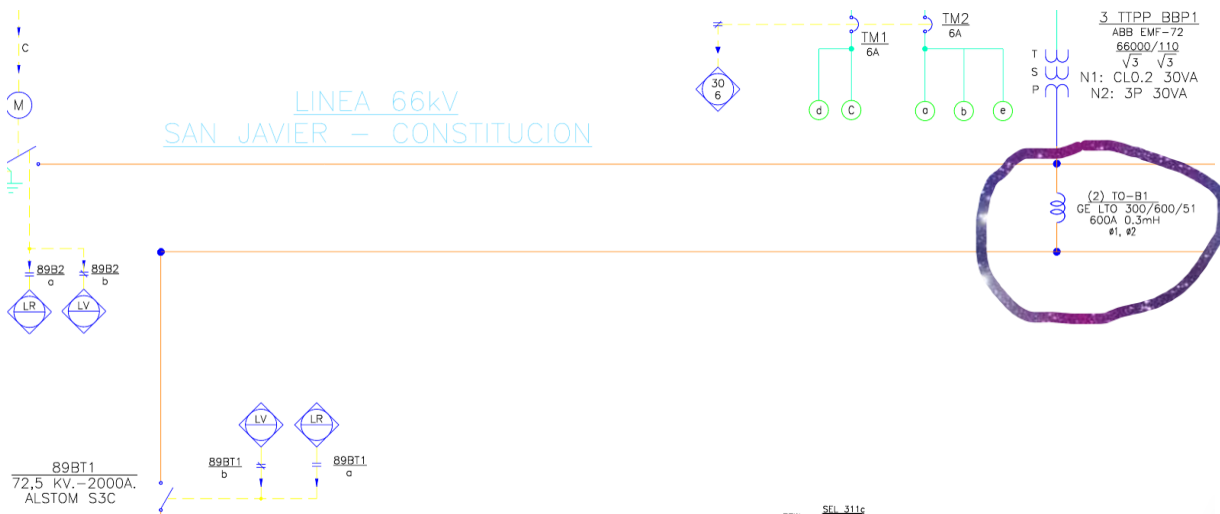 C
M
LINEA 66kV
SAN JAVIER - CONSTITUCION
30
6
TM1
6A
TM2
6A
d
C
a
b
e
3 TTPP BBP1
ABB EMF-72
66000/110
√3 √3
T
S
P
N1: CL0.2 30VA
N2: 3P 30VA
(2) TO-B1
GE LTO 300/600/51
600A 0.3mH
ø1, ø2
89B2
a
89B2
b
LR
LV
LV
LR
89BT1
b
89BT1
a
89BT1
72,5 KV.-2000A.
ALSTOM S3C
SEL 311c